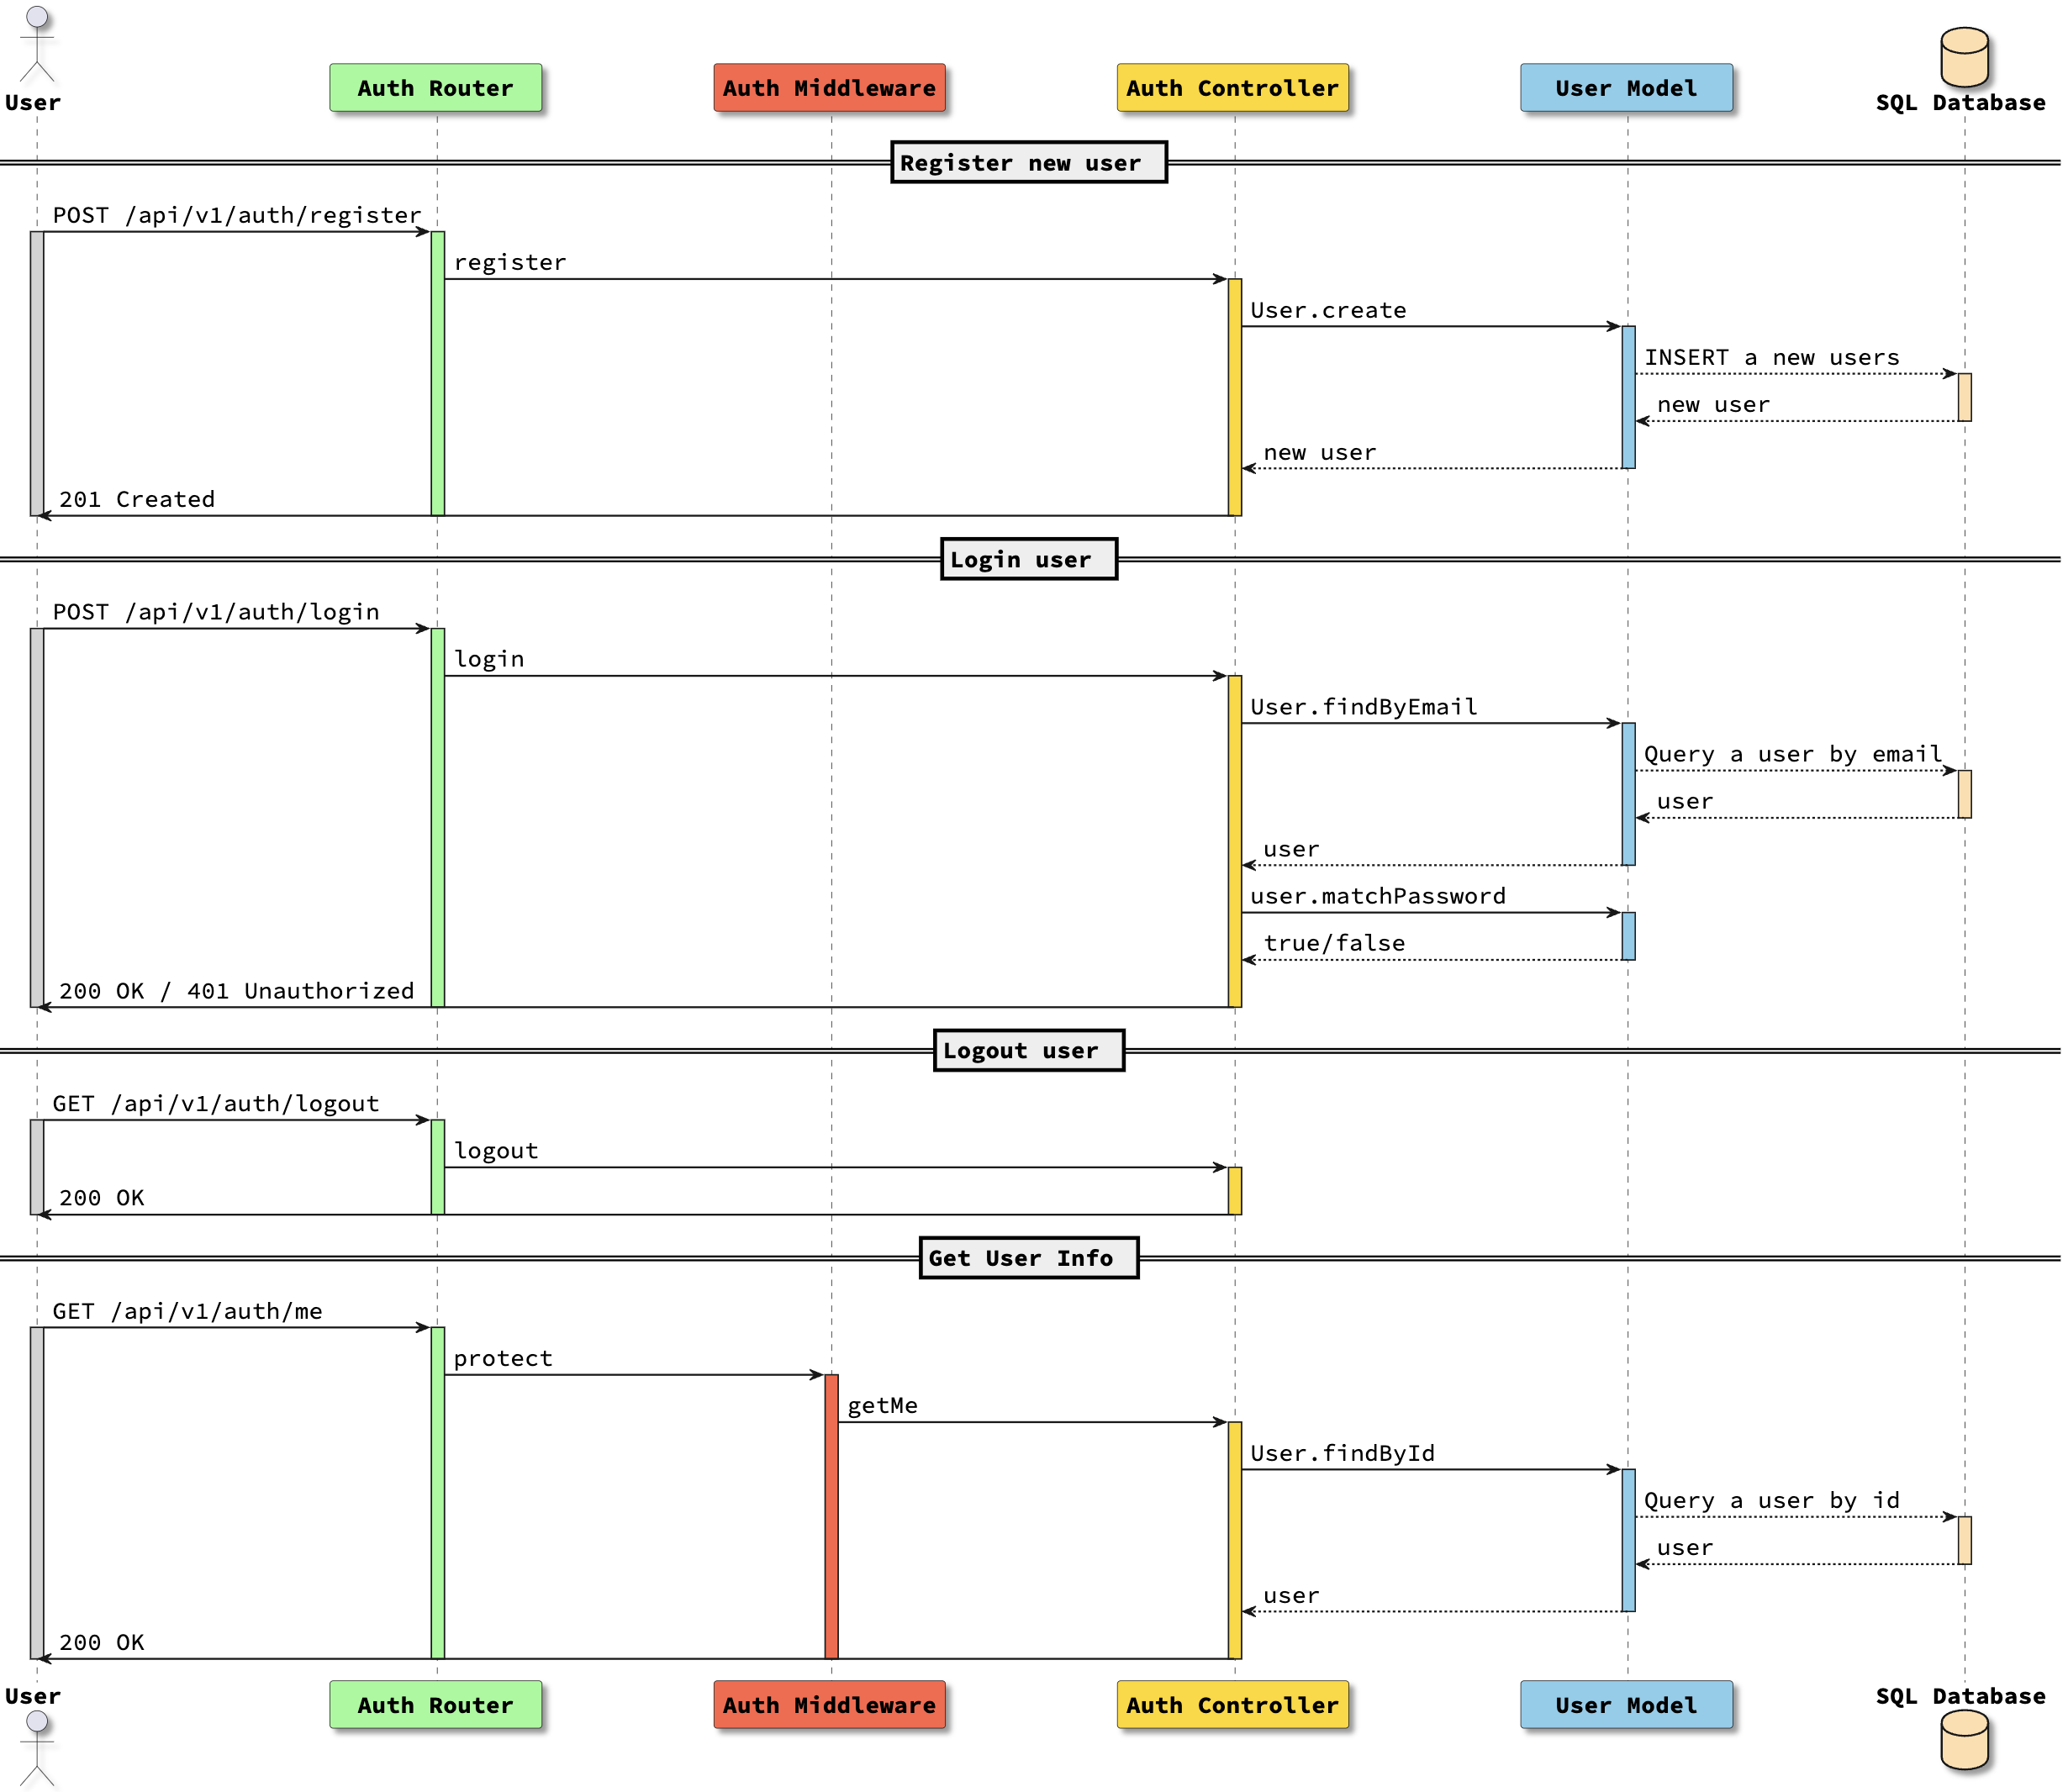 User
Auth Router
Auth Middleware
Auth Controller
User Model
SQL Database
Register new user
POST /api/v1/auth/register
register
User.create
INSERT a new users
new user
new user
201 Created
Login user
POST /api/v1/auth/login
login
User.findByEmail
Query a user by email
user
user
user.matchPassword
true/false
200 OK / 401 Unauthorized
Logout user
GET /api/v1/auth/logout
logout
200 OK
Get User Info
GET /api/v1/auth/me
protect
getMe
User.findById
Query a user by id
user
user
200 OK
User
Auth Router
Auth Middleware
Auth Controller
User Model
SQL Database